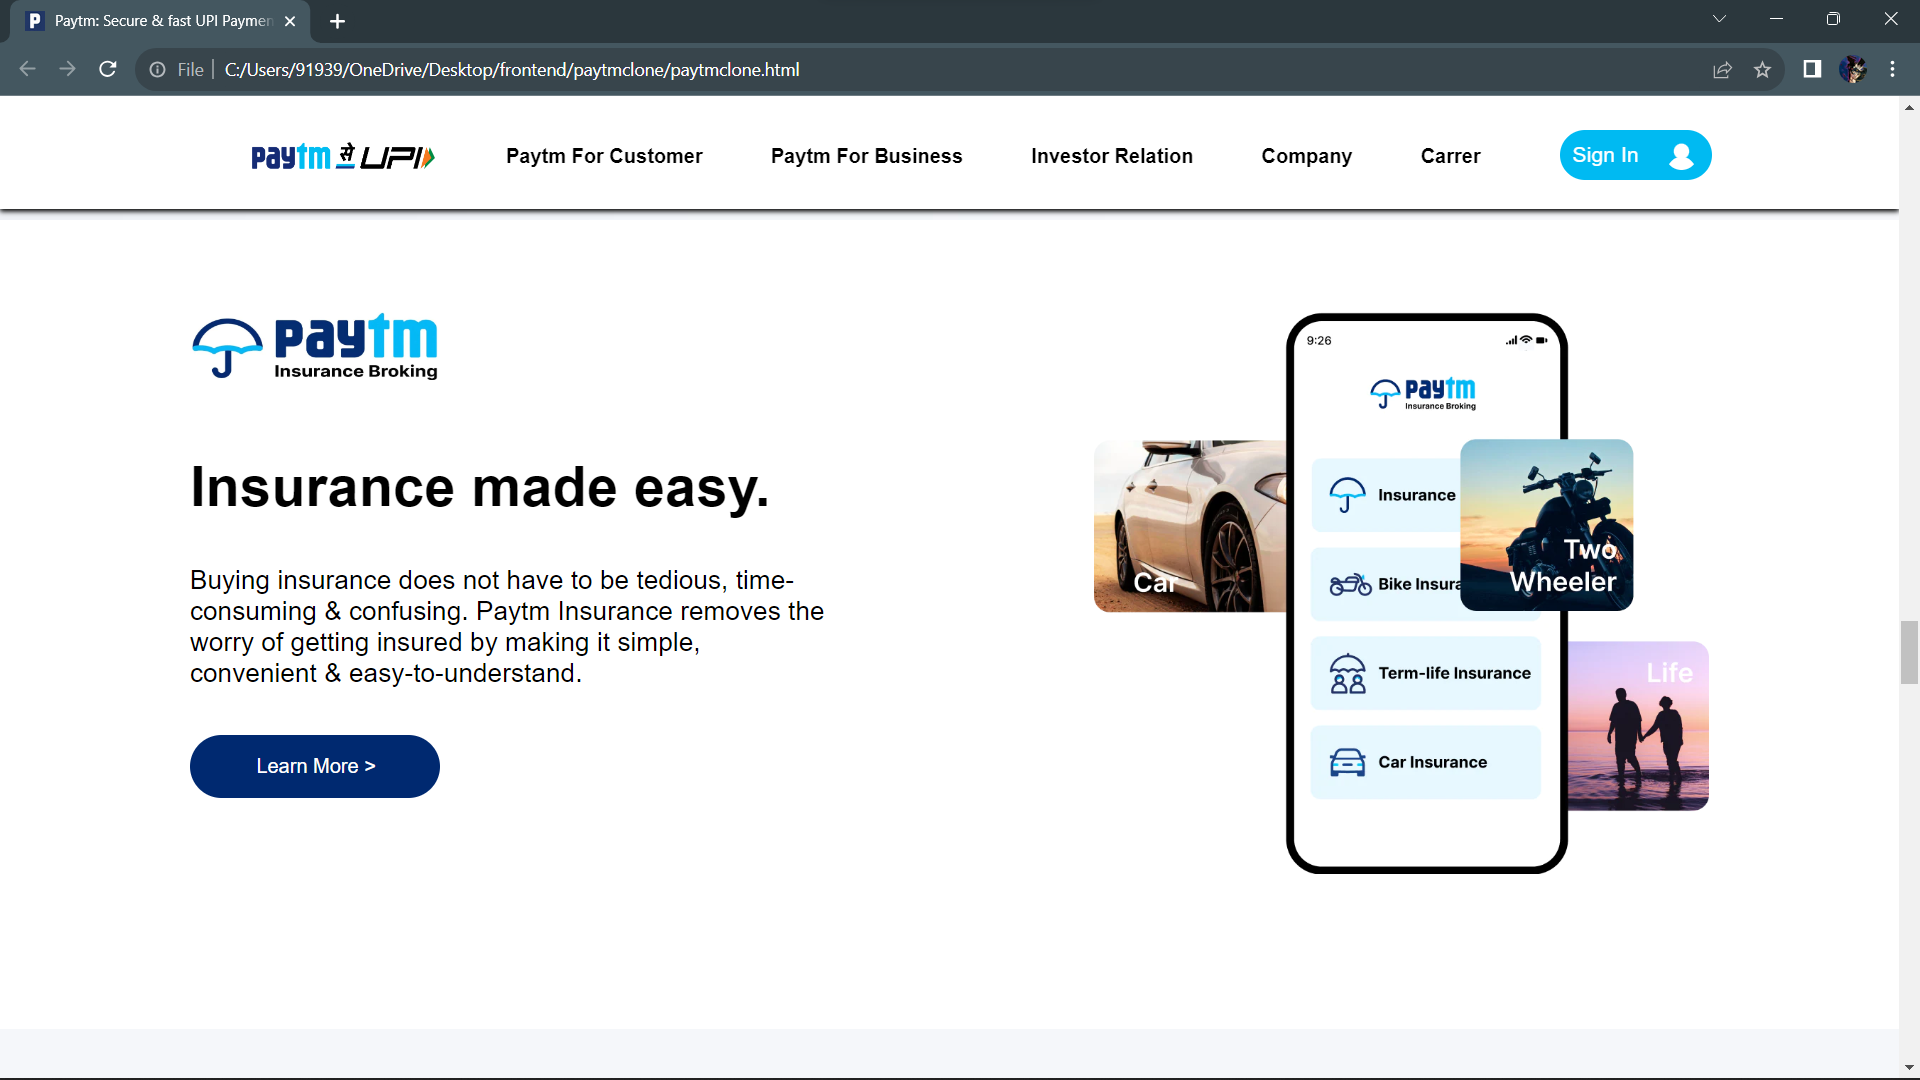 P Paytm: Secure & fast UPI Paymen
File C:/Users/91939/OneDrive/Desktop/frontend/paytmclone/paytmclone.html
paytm से UPI
Paytm For Customer
Paytm For Business
Investor Relation
Company
Carrer
Sign In
paytm
Insurance Broking
Insurance made easy.
Buying insurance does not have to be tedious, time-
consuming & confusing. Paytm Insurance removes the
worry of getting insured by making it simple,
convenient & easy-to-understand.
Learn More >
9:26
paytm
Insurance Broking
Insurance
Bike Insura
Term-life Insurance
Car Insurance
Car
Two
Wheeler
Life